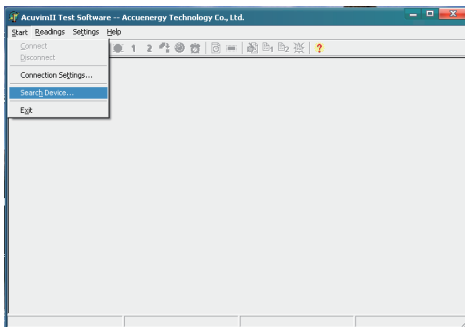 AcuvimII Test Software -- Accuenergy Technology Co., Ltd.
Start Readings Settings Help
1 2 ?
Connect
Disconnect
Connection Settings...
Search Device...
Exit